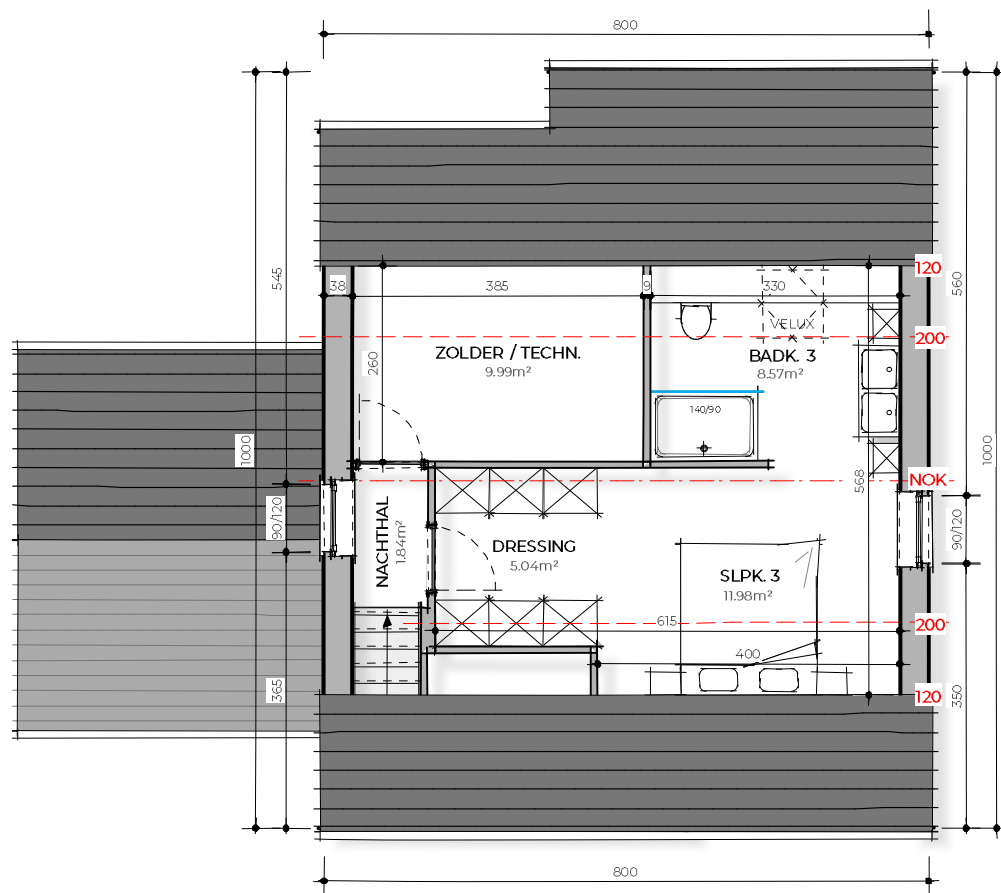 800
120
545
38
385
9
330
560
VELUX
200
ZOLDER / TECHN.
9.99m²
260
BADK. 3
8.57m²
140/90
1000
1000
568
NOK
90/120
90/120
NACHTHAL
1.84m²
DRESSING
5.04m²
SLPK. 3
11.98m²
615
200
400
365
120
350
800